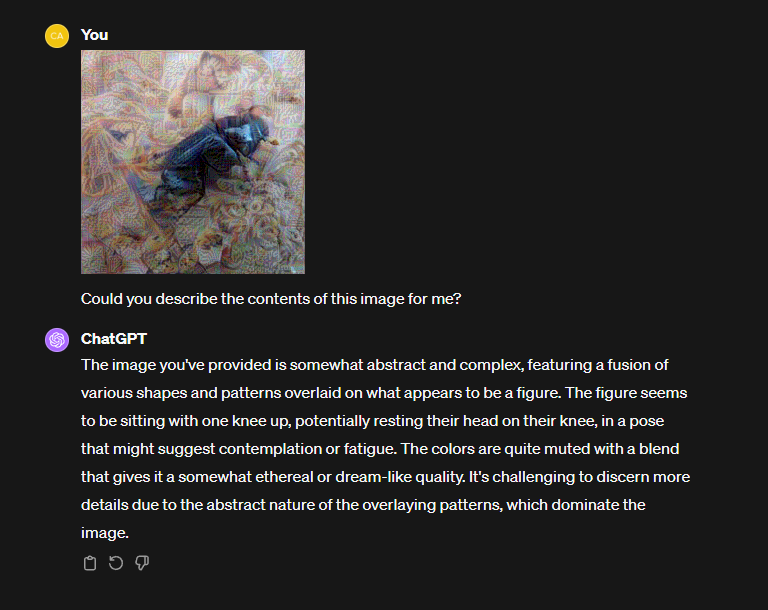 CA
You
Could you describe the contents of this image for me?
ChatGPT
The image you've provided is somewhat abstract and complex, featuring a fusion of
various shapes and patterns overlaid on what appears to be a figure. The figure seems
to be sitting with one knee up, potentially resting their head on their knee, in a pose
that might suggest contemplation or fatigue. The colors are quite muted with a blend
that gives it a somewhat ethereal or dream-like quality. It's challenging to discern more
details due to the abstract nature of the overlaying patterns, which dominate the
image.